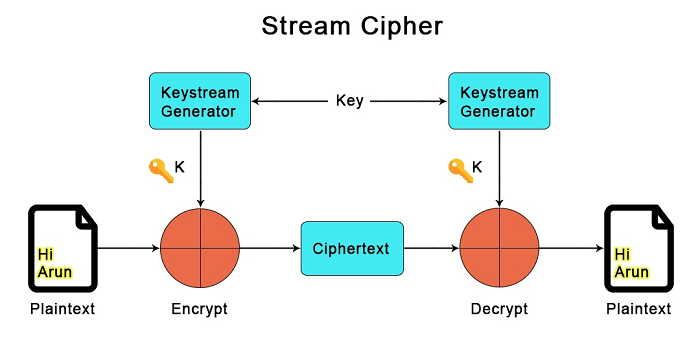 Stream Cipher
Keystream
Generator
Key
Keystream
Generator
K
K
Hi
Arun
Ciphertext
Hi
Arun
Plaintext
Encrypt
Decrypt
Plaintext